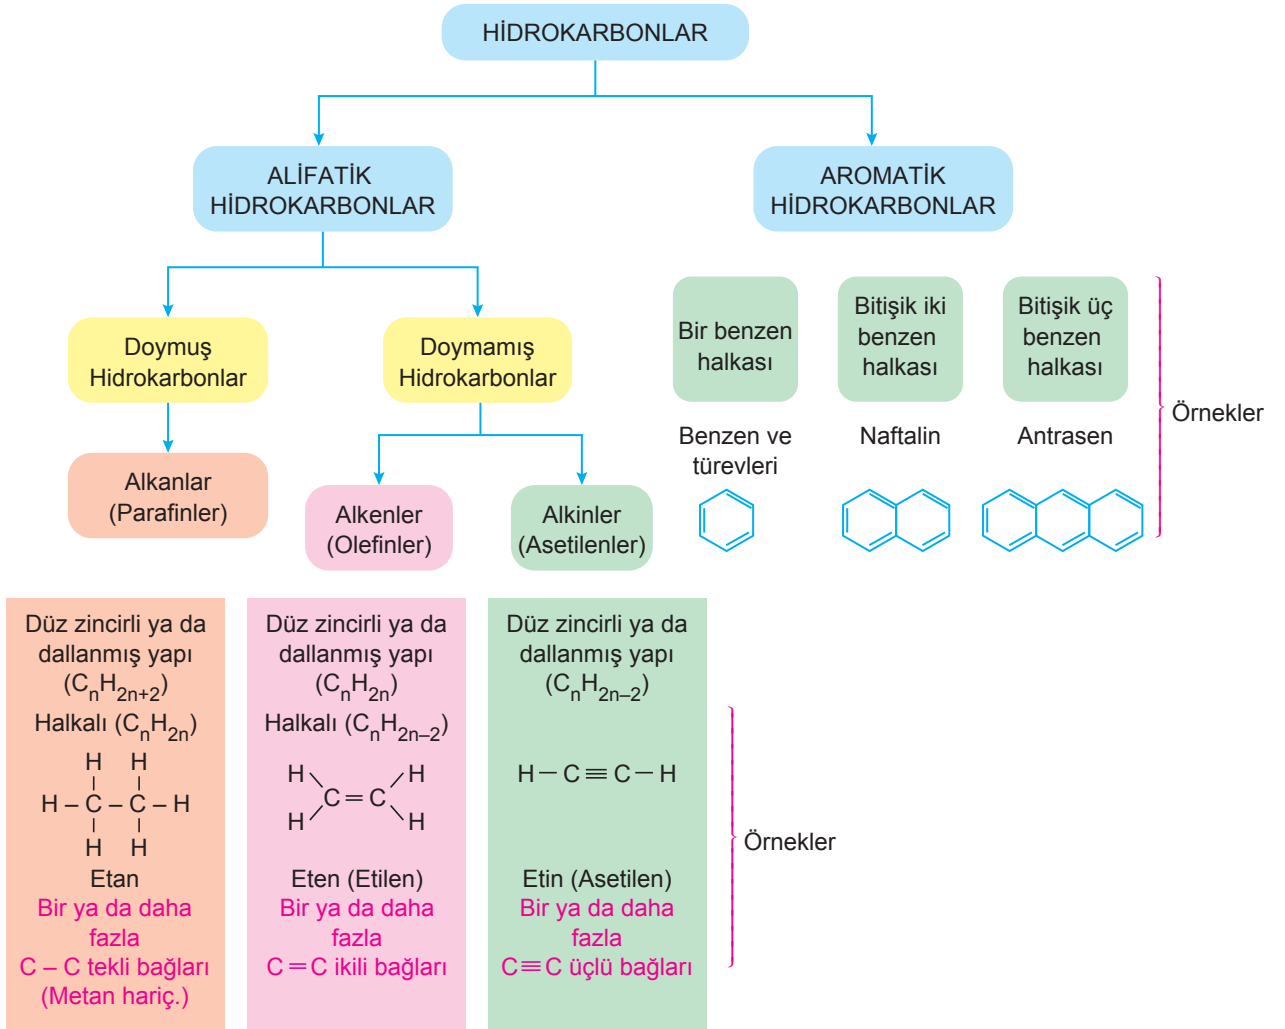 HİDROKARBONLAR
ALİFATİK
HİDROKARBONLAR
AROMATİK
HİDROKARBONLAR
Doymuş
Hidrokarbonlar
Doymamış
Hidrokarbonlar
Alkanlar
(Parafinler)
Alkenler
(Olefinler)
Alkinler
(Asetilenler)
Bir benzen
halkası
Bitişik iki
benzen
halkası
Bitişik üç
benzen
halkası
Benzen ve
türevleri
Naftalin
Antrasen
Örnekler
Düz zincirli ya da
dallanmış yapı
(CnH2n+2)
Halkalı (CnH2n)
H H
H – C – C – H
H H
Etan
Bir ya da daha
fazla
C – C tekli bağları
(Metan hariç.)
Düz zincirli ya da
dallanmış yapı
(CnH2n)
Halkalı (CnH2n–2)
H H
C = C
H H
Eten (Etilen)
Bir ya da daha
fazla
C = C ikili bağları
Düz zincirli ya da
dallanmış yapı
(CnH2n–2)
H – C ≡ C – H
Etin (Asetilen)
Bir ya da daha
fazla
C ≡ C üçlü bağları
Örnekler